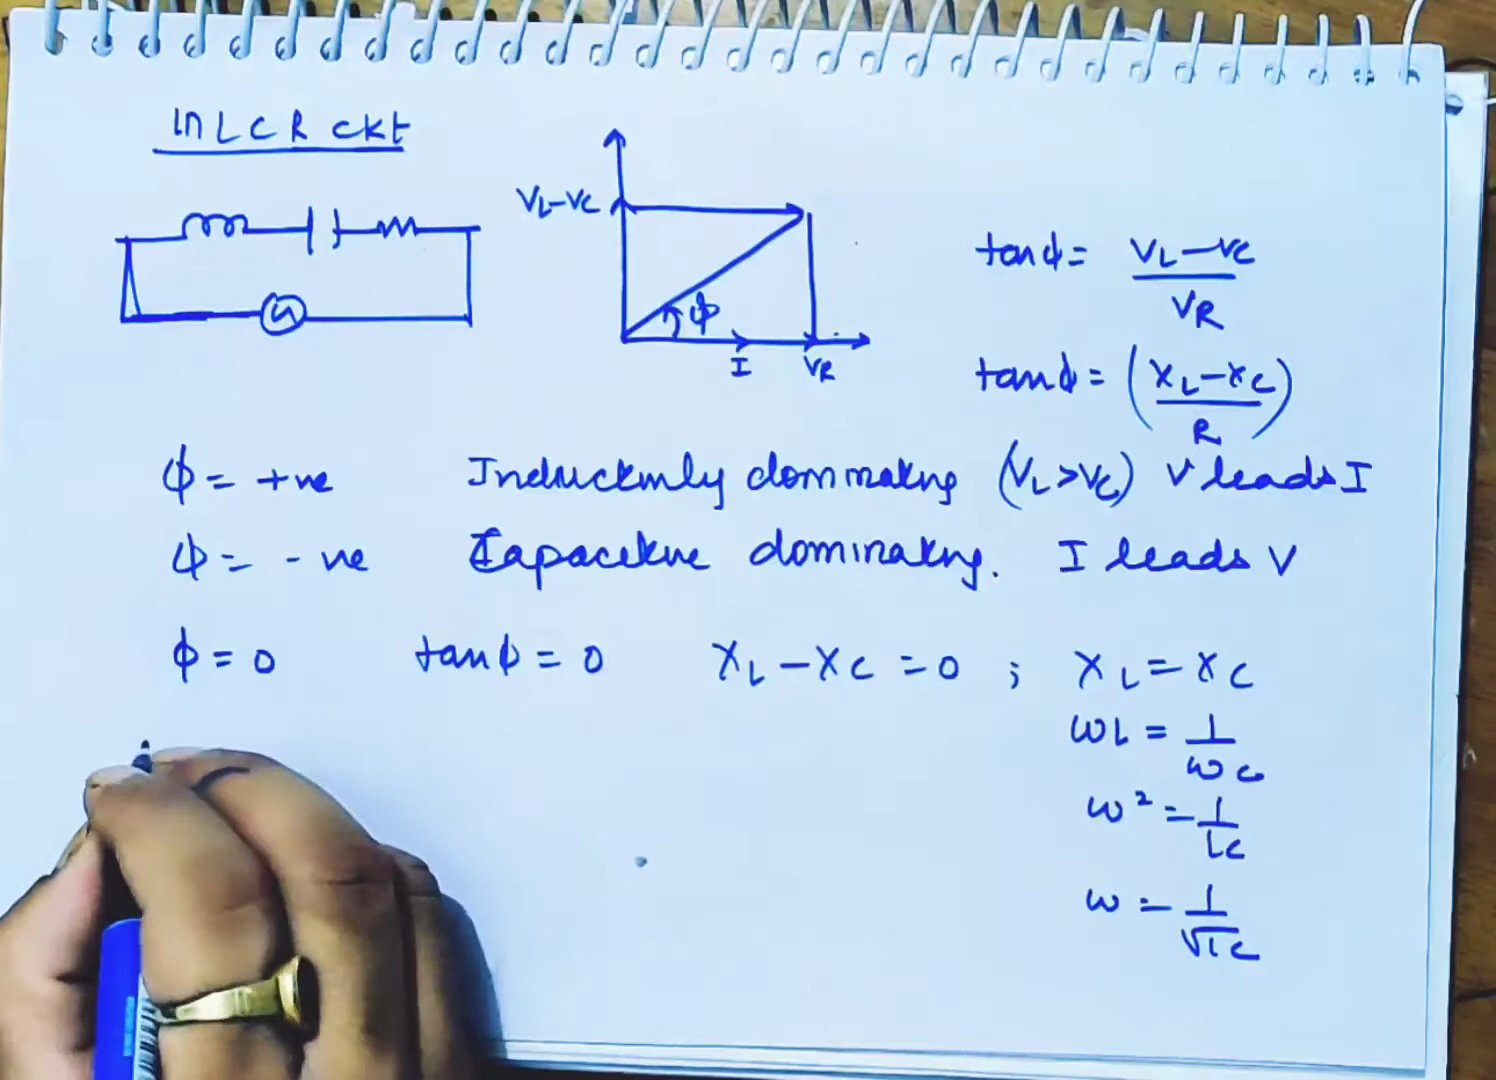 In LCR ckt
VL-VC
φ
I VR
tanφ = VL-VC / VR
tanφ = (XL-XC / R)
φ = +ve Inductively dominating (VL>VC) V leads I
φ = -ve Capacitive dominating. I leads V
φ = 0 tanφ = 0 XL-XC = 0 ; XL = XC
ωL = 1/ωC
ω² = 1/LC
ω = 1/√LC